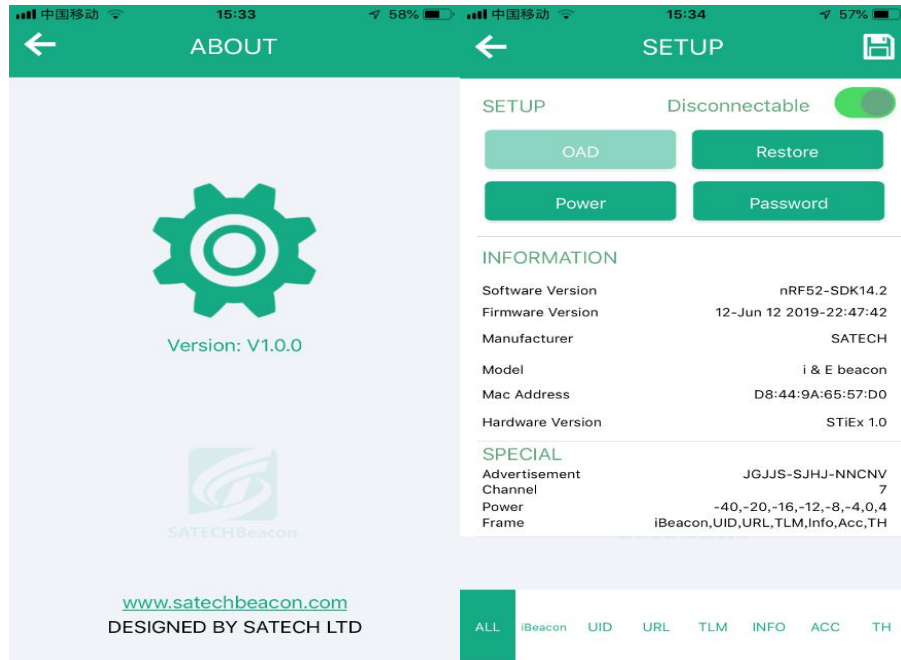 中国移动 15:33 58%
ABOUT
Version: V1.0.0
SATECHBeacon
www.satechbeacon.com
DESIGNED BY SATECH LTD
中国移动 15:34 57%
SETUP
SETUP Disconnectable
OAD Restore
Power Password
INFORMATION
Software Version nRF52-SDK14.2
Firmware Version 12-Jun 12 2019-22:47:42
Manufacturer SATECH
Model i & E beacon
Mac Address D8:44:9A:65:57:D0
Hardware Version STiEx 1.0
SPECIAL
Advertisement JGJJS-SJHJ-NNCNV
Channel 7
Power -40,-20,-16,-12,-8,-4,0,4
Frame iBeacon,UID,URL,TLM,Info,Acc,TH
ALL iBeacon UID URL TLM INFO ACC TH